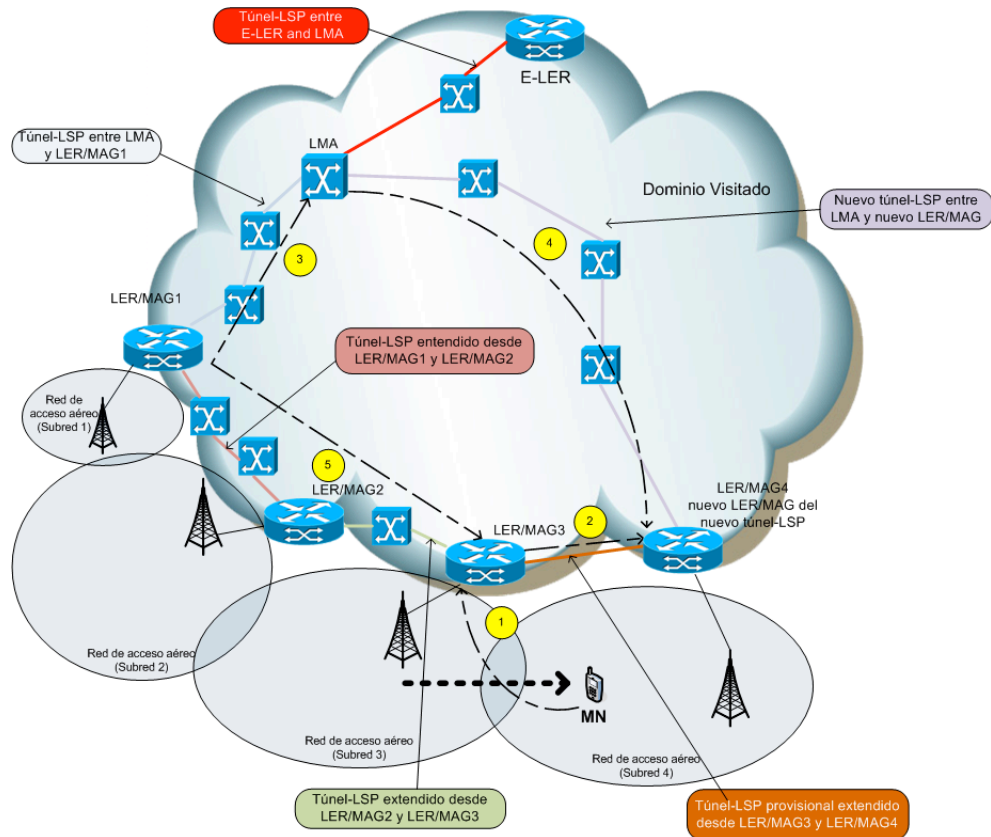 Túnel-LSP entre
E-LER and LMA
E-LER
Túnel-LSP entre LMA
y LER/MAG1
LMA
Dominio Visitado
Nuevo túnel-LSP entre
LMA y nuevo LER/MAG
3
4
LER/MAG1
Túnel-LSP entendido desde
LER/MAG1 y LER/MAG2
Red de
acceso aéreo
(Subred 1)
5
LER/MAG2
LER/MAG3
2
LER/MAG4
nuevo LER/MAG del
nuevo túnel-LSP
1
Red de acceso aéreo
(Subred 2)
MN
Red de acceso aéreo
(Subred 3)
Red de acceso aéreo
(Subred 4)
Túnel-LSP extendido desde
LER/MAG2 y LER/MAG3
Túnel-LSP provisional extendido
desde LER/MAG3 y LER/MAG4